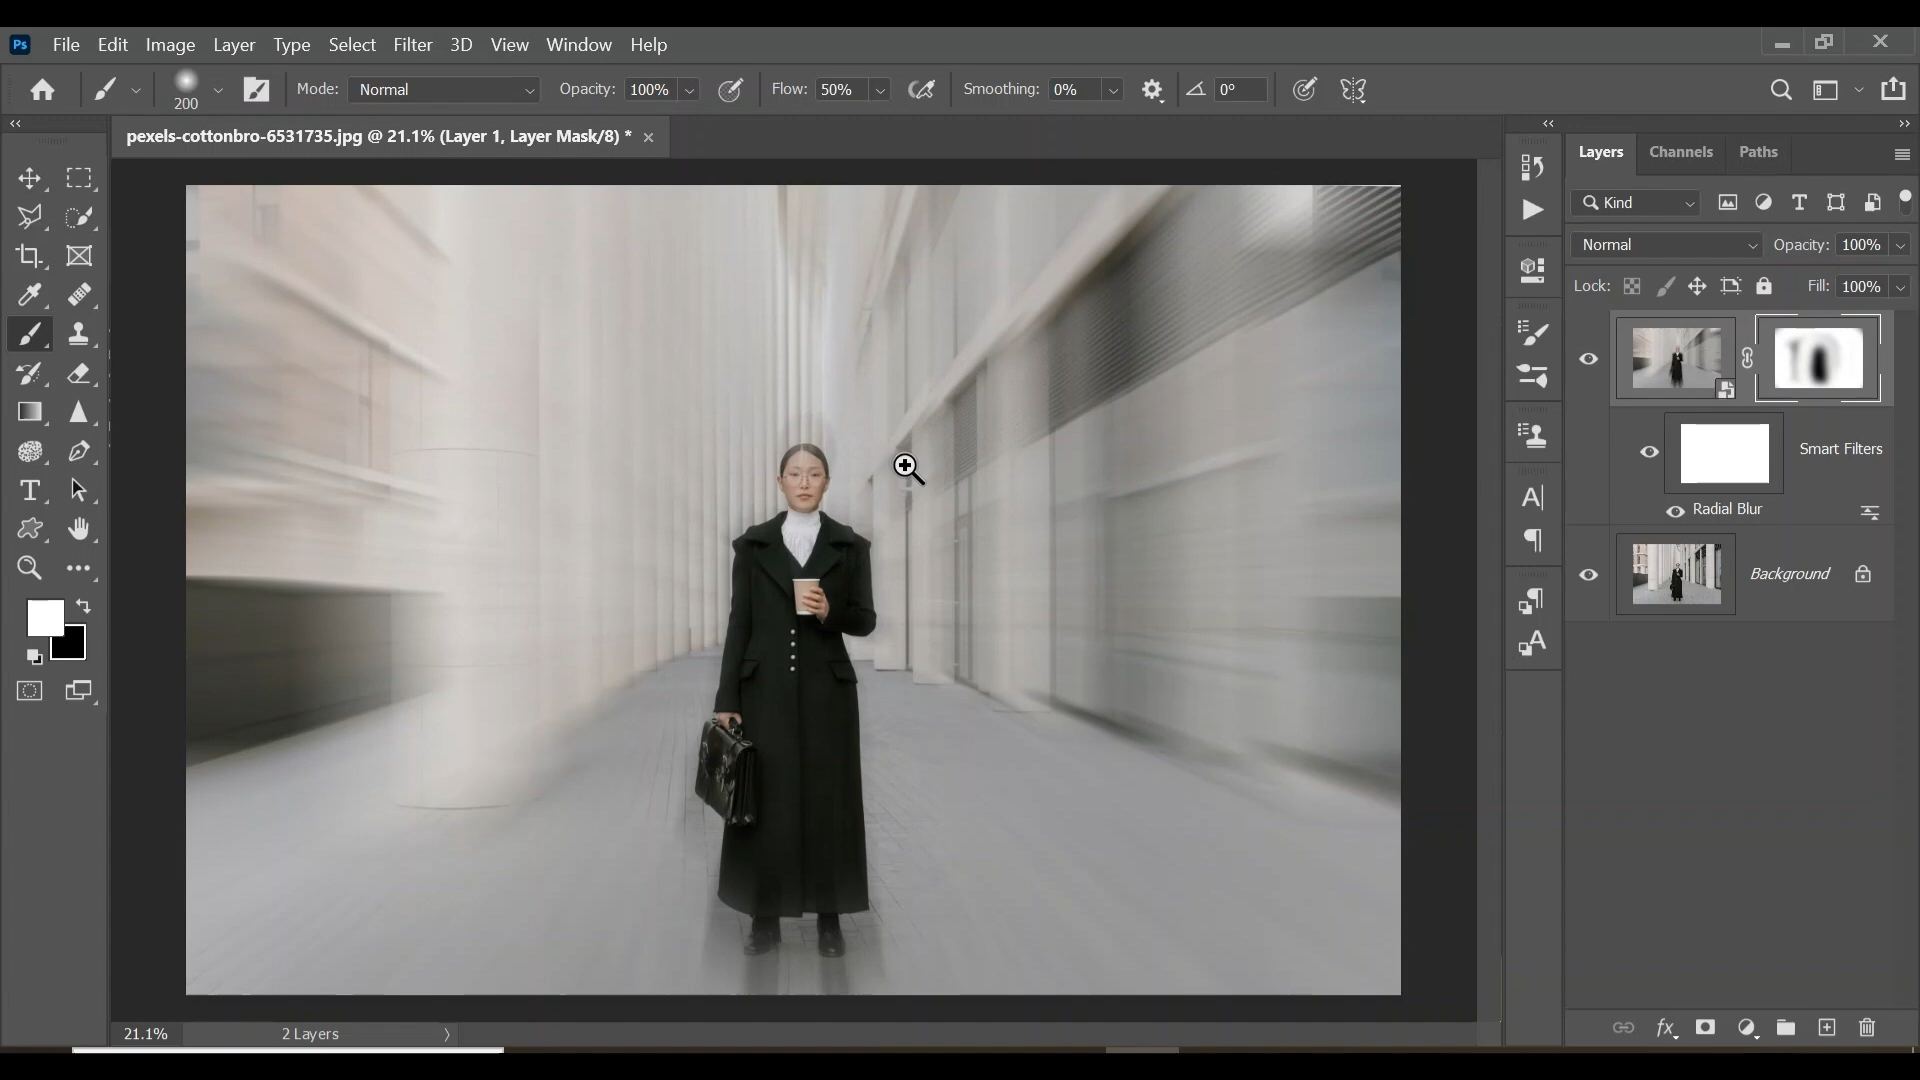 Ps File Edit Image Layer Type Select Filter 3D View Window Help
200 Mode: Normal Opacity: 100% Flow: 50% Smoothing: 0% 0°
pexels-cottonbro-6531735.jpg @ 21.1% (Layer 1, Layer Mask/8) *
Layers Channels Paths
Kind
Normal Opacity: 100%
Lock: Fill: 100%
Smart Filters
Radial Blur
Background
21.1% 2 Layers